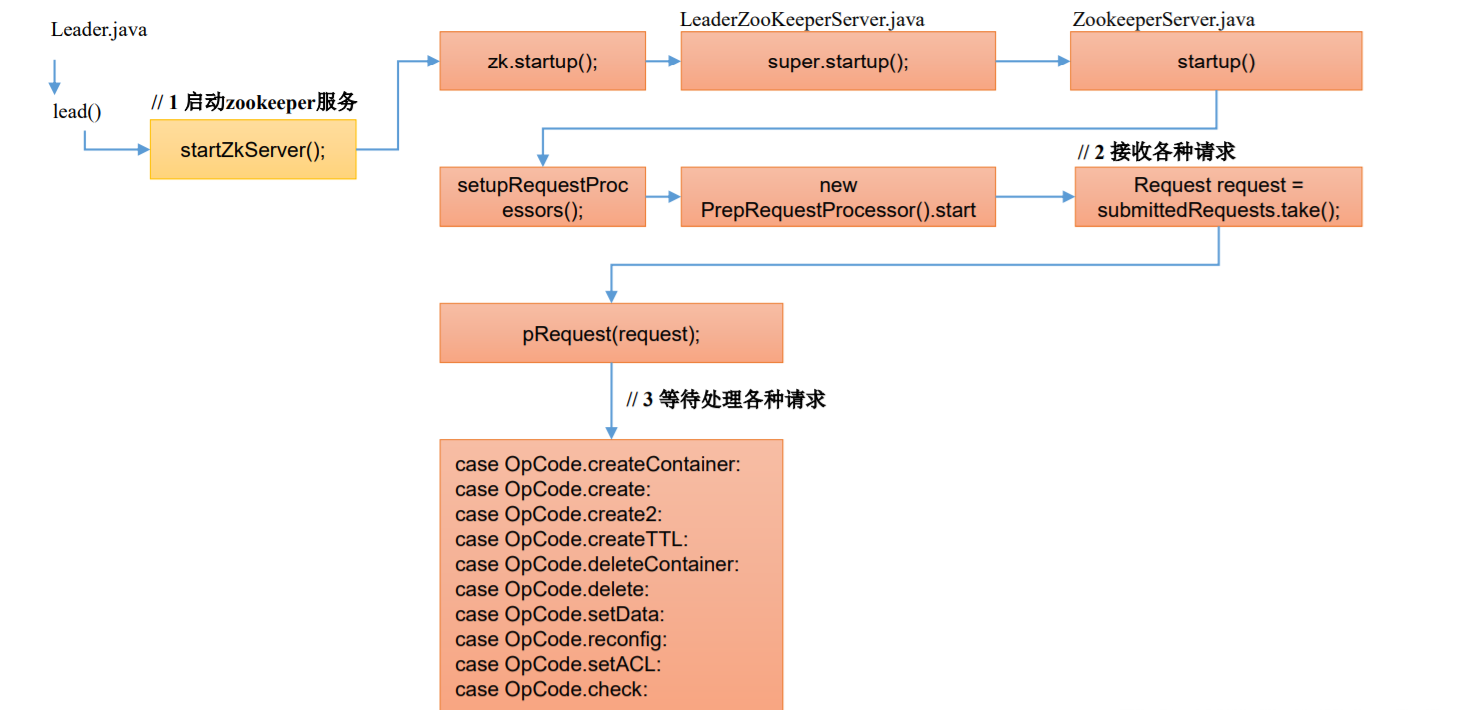 Leader.java
lead()
// 1 启动zookeeper服务
startZkServer();
zk.startup();
LeaderZooKeeperServer.java
super.startup();
ZookeeperServer.java
startup()
setupRequestProc
essors();
new
PrepRequestProcessor().start
// 2 接收各种请求
Request request =
submittedRequests.take();
pRequest(request);
// 3 等待处理各种请求
case OpCode.createContainer:
case OpCode.create:
case OpCode.create2:
case OpCode.createTTL:
case OpCode.deleteContainer:
case OpCode.delete:
case OpCode.setData:
case OpCode.reconfig:
case OpCode.setACL:
case OpCode.check: